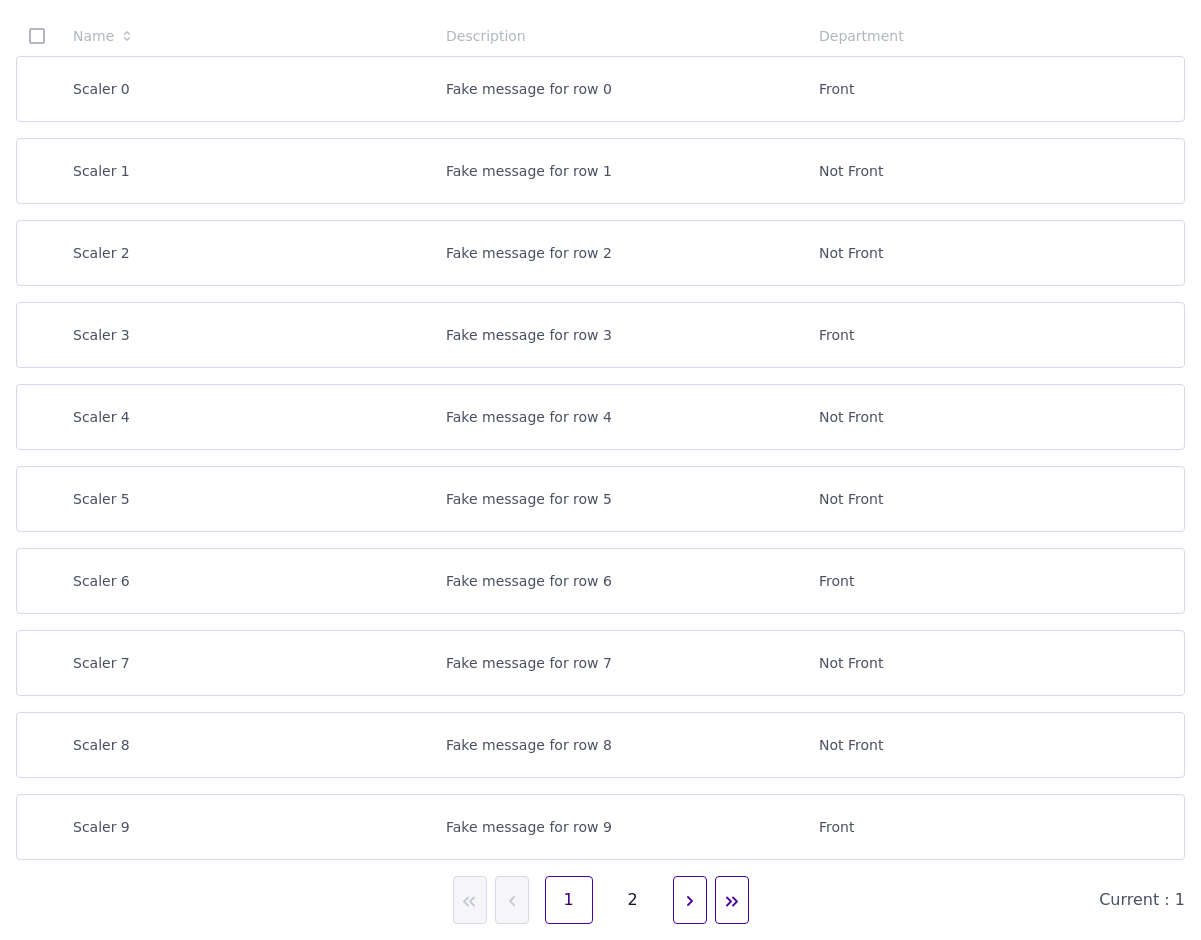 Name Description Department
Scaler 0 Fake message for row 0 Front
Scaler 1 Fake message for row 1 Not Front
Scaler 2 Fake message for row 2 Not Front
Scaler 3 Fake message for row 3 Front
Scaler 4 Fake message for row 4 Not Front
Scaler 5 Fake message for row 5 Not Front
Scaler 6 Fake message for row 6 Front
Scaler 7 Fake message for row 7 Not Front
Scaler 8 Fake message for row 8 Not Front
Scaler 9 Fake message for row 9 Front
1 2 Current : 1